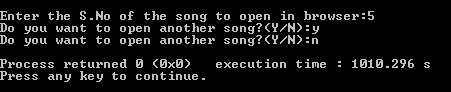 Enter the S.No of the song to open in browser:5
Do you want to open another song?(Y/N):y
Do you want to open another song?(Y/N):n
Process returned 0 (0x0)   execution time : 1010.296 s
Press any key to continue.